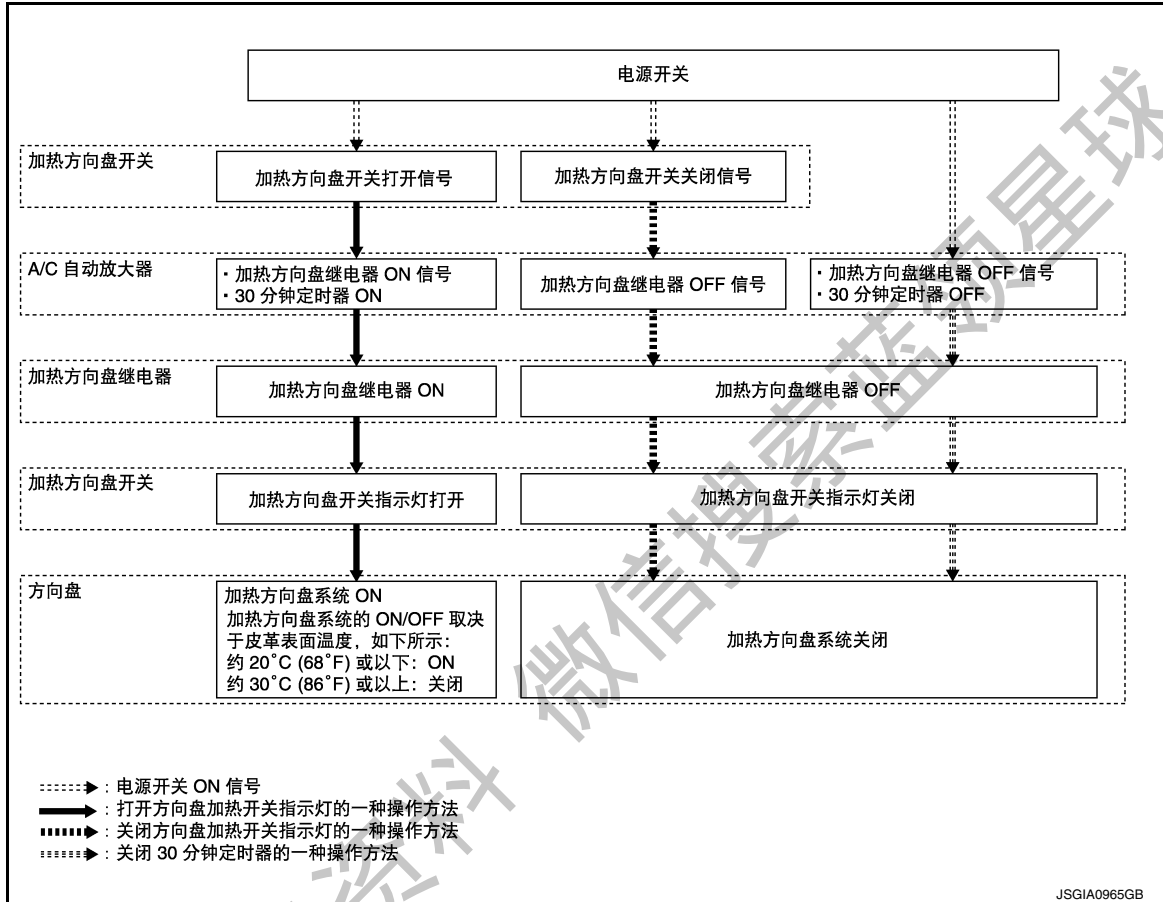 电源开关
加热方向盘开关
加热方向盘开关打开信号
加热方向盘开关关闭信号
A/C 自动放大器
· 加热方向盘继电器 ON 信号
· 30 分钟定时器 ON
加热方向盘继电器 OFF 信号
· 加热方向盘继电器 OFF 信号
· 30 分钟定时器 OFF
加热方向盘继电器
加热方向盘继电器 ON
加热方向盘继电器 OFF
加热方向盘开关
加热方向盘开关指示灯打开
加热方向盘开关指示灯关闭
方向盘
加热方向盘系统 ON
加热方向盘系统的 ON/OFF 取决
于皮革表面温度，如下所示：
约 20°C (68°F) 或以下：ON
约 30°C (86°F) 或以上：关闭
加热方向盘系统关闭
：电源开关 ON 信号
：打开方向盘加热开关指示灯的一种操作方法
：关闭方向盘加热开关指示灯的一种操作方法
：关闭 30 分钟定时器的一种操作方法
JSGIA0965GB
资料 微信搜索蓝领星球